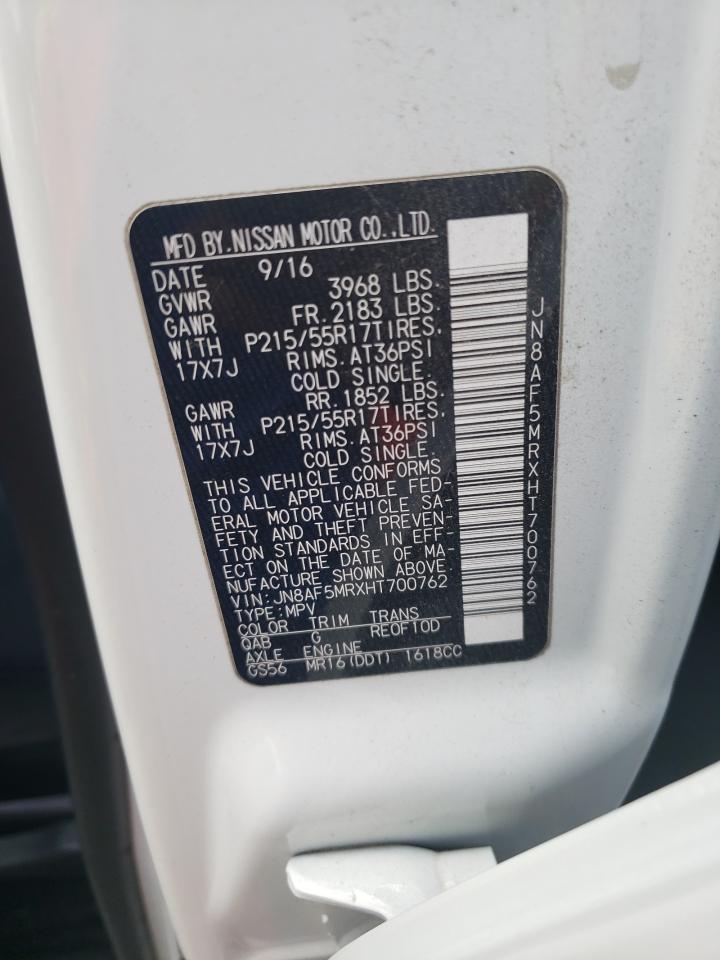 MFD BY.NISSAN MOTOR CO.,LTD.
DATE 9/16
GVWR 3968 LBS.
GAWR FR. 2183 LBS.
WITH P215/55R17TIRES.
17X7J RIMS. AT36PSI
COLD SINGLE.
GAWR RR. 1852 LBS.
WITH P215/55R17TIRES.
17X7J RIMS. AT36PSI
COLD SINGLE.
THIS VEHICLE CONFORMS
TO ALL APPLICABLE FED-
ERAL MOTOR VEHICLE SA-
FETY AND THEFT PREVEN-
TION STANDARDS IN EFF-
ECT ON THE DATE OF MA-
NUFACTURE SHOWN ABOVE.
VIN: JN8AF5MRXHT700762
TYPE: MPV
COLOR TRIM TRANS
QAB G RE0F10D
AXLE ENGINE
GS56 MR16(DDT) 1618CC
JN8AF5MRXHT700762